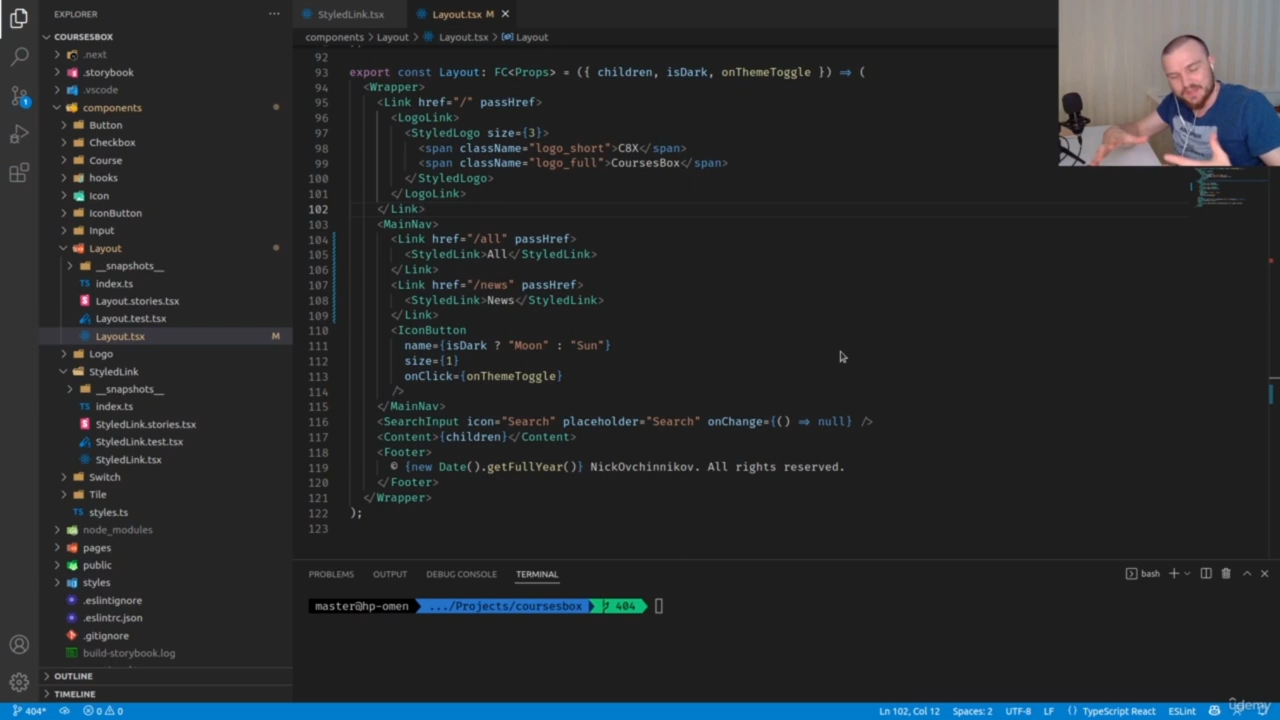 EXPLORER
StyledLink.tsx
Layout.tsx M
COURSESBOX
components > Layout > Layout.tsx > Layout
.next
.storybook
.vscode
components
Button
Checkbox
Course
hooks
Icon
IconButton
Input
Layout
__snapshots__
index.ts
Layout.stories.tsx
Layout.test.tsx
Layout.tsx M
Logo
StyledLink
__snapshots__
index.ts
StyledLink.stories.tsx
StyledLink.test.tsx
StyledLink.tsx
Switch
Tile
styles.ts
node_modules
pages
public
styles
.eslintignore
.eslintrc.json
.gitignore
build-storybook.log
OUTLINE
TIMELINE
92
93 export const Layout: FC<Props> = ({ children, isDark, onThemeToggle }) => (
94 <Wrapper>
95 <Link href="/" passHref>
96 <LogoLink>
97 <StyledLogo size={3}>
98 <span className="logo_short">C8X</span>
99 <span className="logo_full">CoursesBox</span>
100 </StyledLogo>
101 </LogoLink>
102 </Link>
103 <MainNav>
104 <Link href="/all" passHref>
105 <StyledLink>All</StyledLink>
106 </Link>
107 <Link href="/news" passHref>
108 <StyledLink>News</StyledLink>
109 </Link>
110 <IconButton
111 name={isDark ? "Moon" : "Sun"}
112 size={1}
113 onClick={onThemeToggle}
114 />
115 </MainNav>
116 <SearchInput icon="Search" placeholder="Search" onChange={() => null} />
117 <Content>{children}</Content>
118 <Footer>
119 © {new Date().getFullYear()} NickOvchinnikov. All rights reserved.
120 </Footer>
121 </Wrapper>
122 );
123
PROBLEMS OUTPUT DEBUG CONSOLE TERMINAL
bash
master@hp-omen .../Projects/coursesbox 404
404* 0 0
Ln 102, Col 12 Spaces: 2 UTF-8 LF {} TypeScript React ESLint
udemy